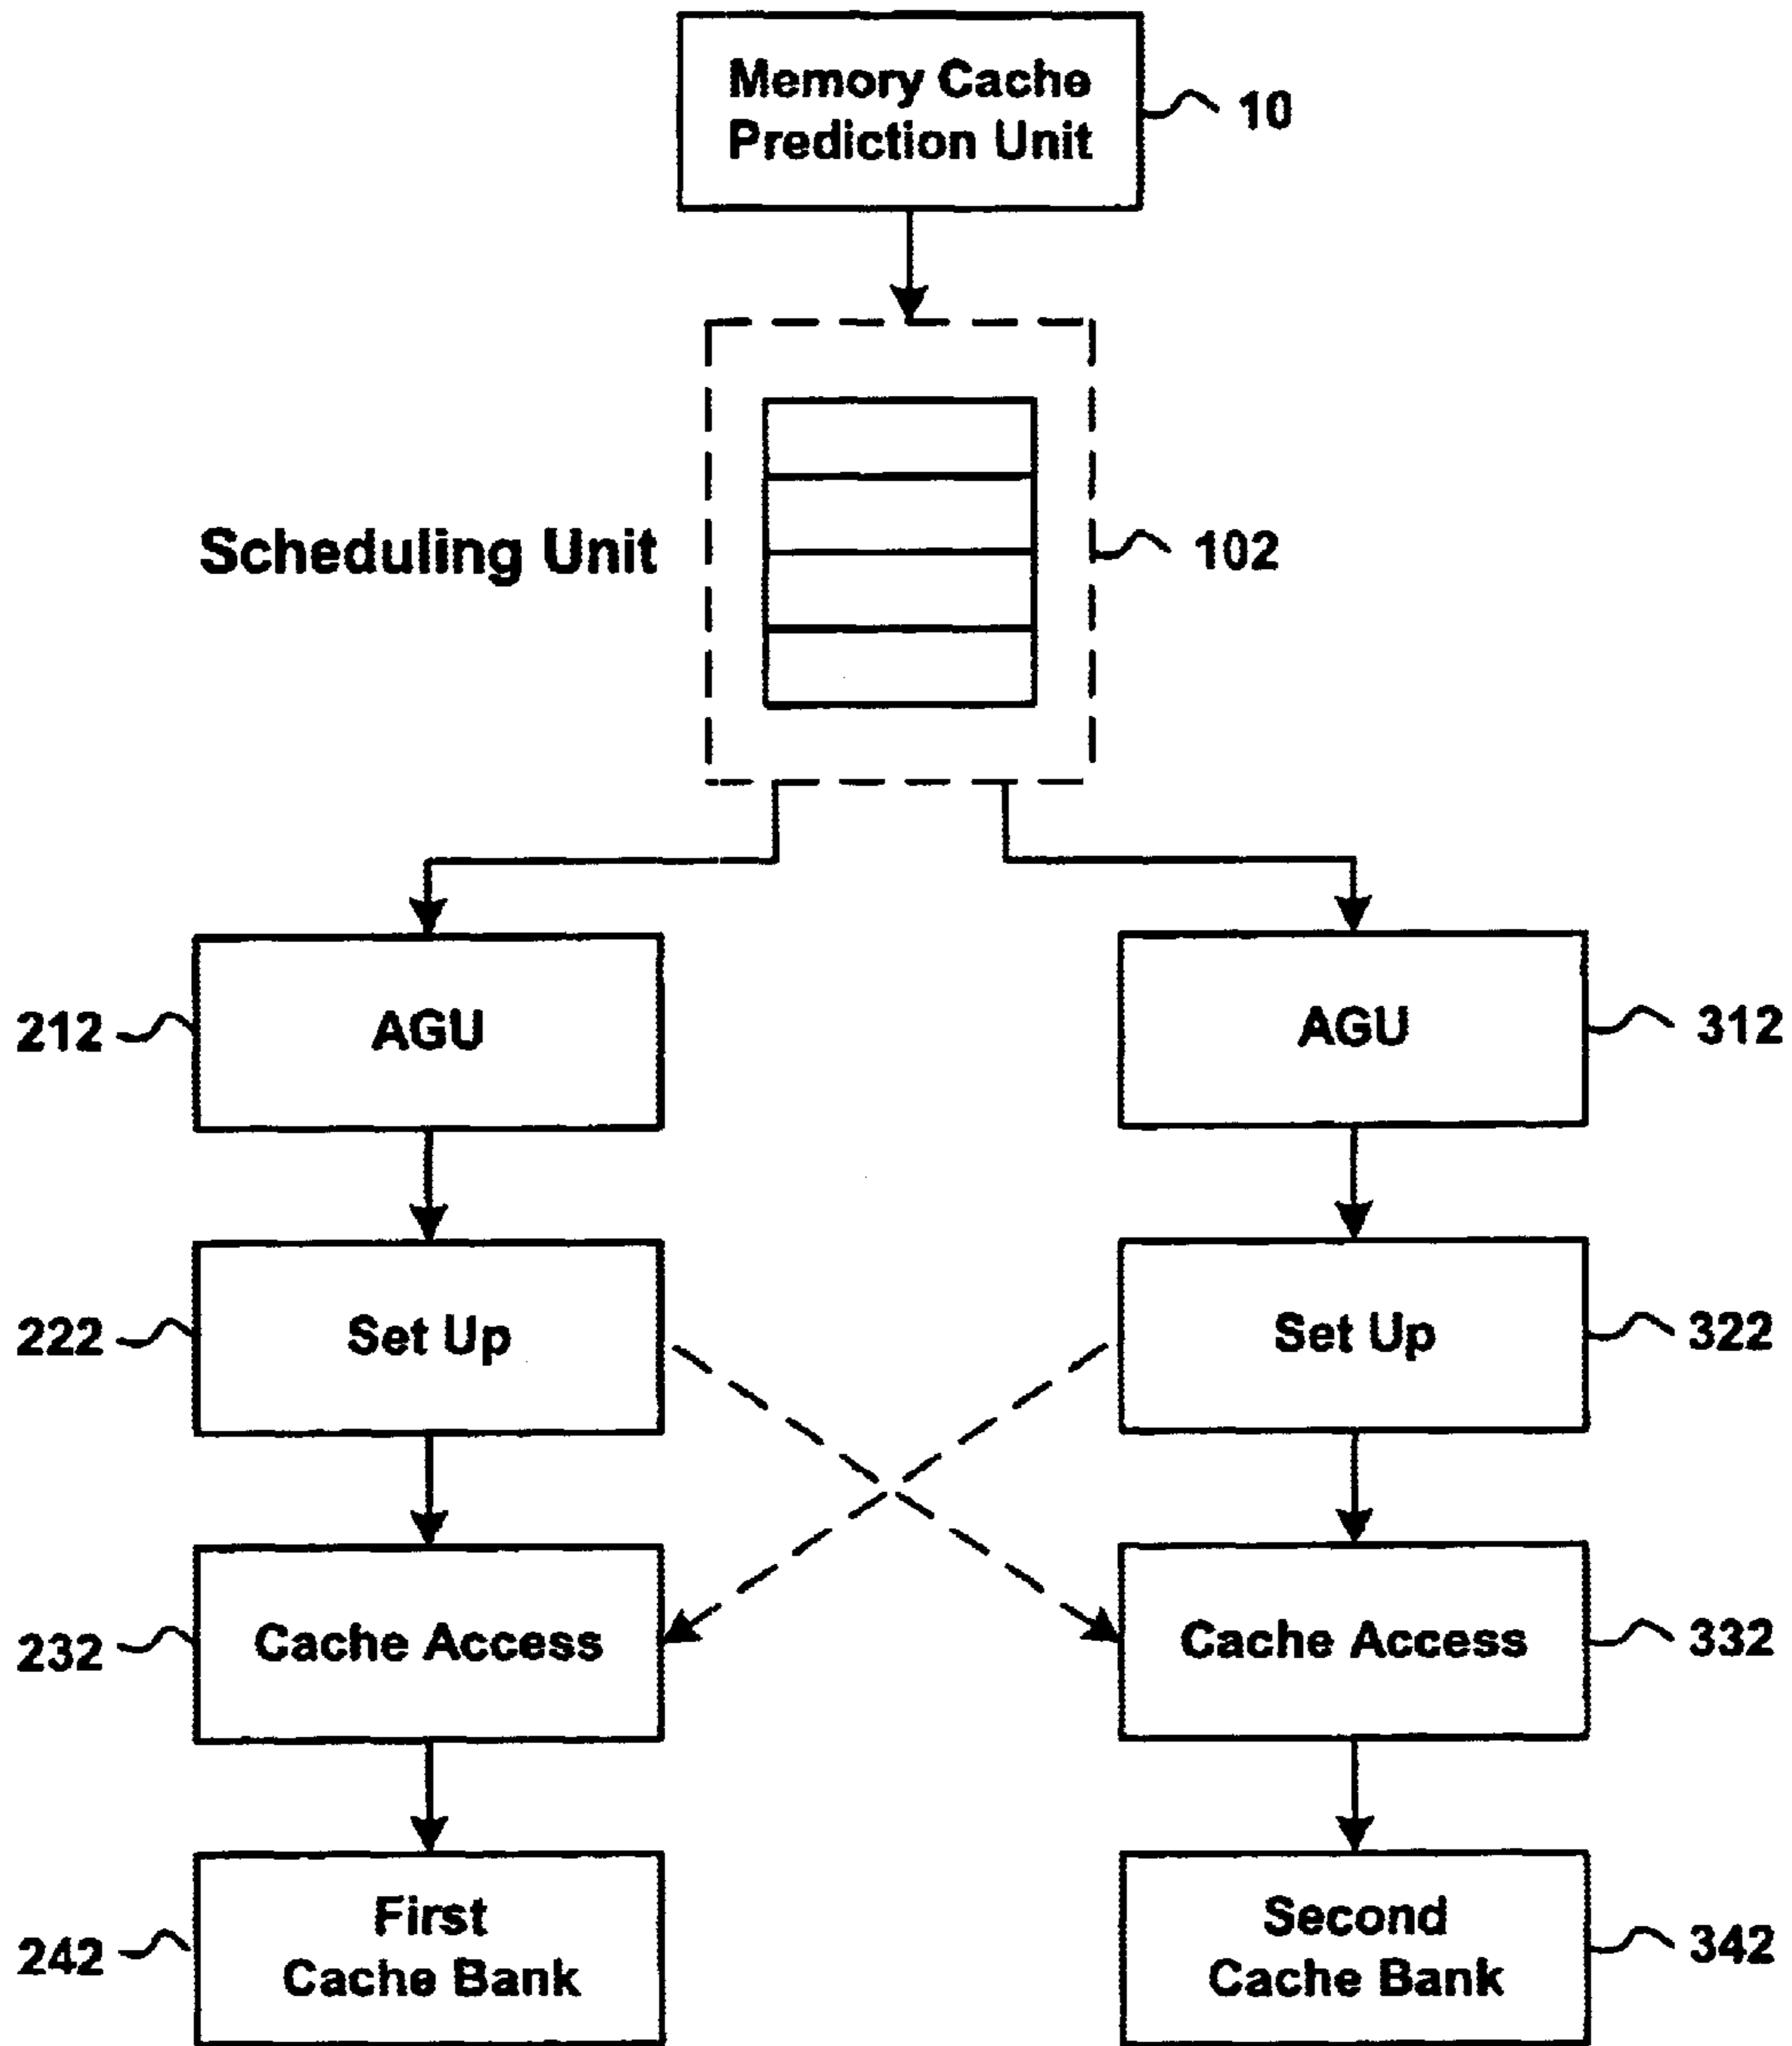 Memory Cache
Prediction Unit
10
Scheduling Unit
102
212
AGU
AGU
312
222
Set Up
Set Up
322
232
Cache Access
Cache Access
332
242
First
Cache Bank
Second
Cache Bank
342